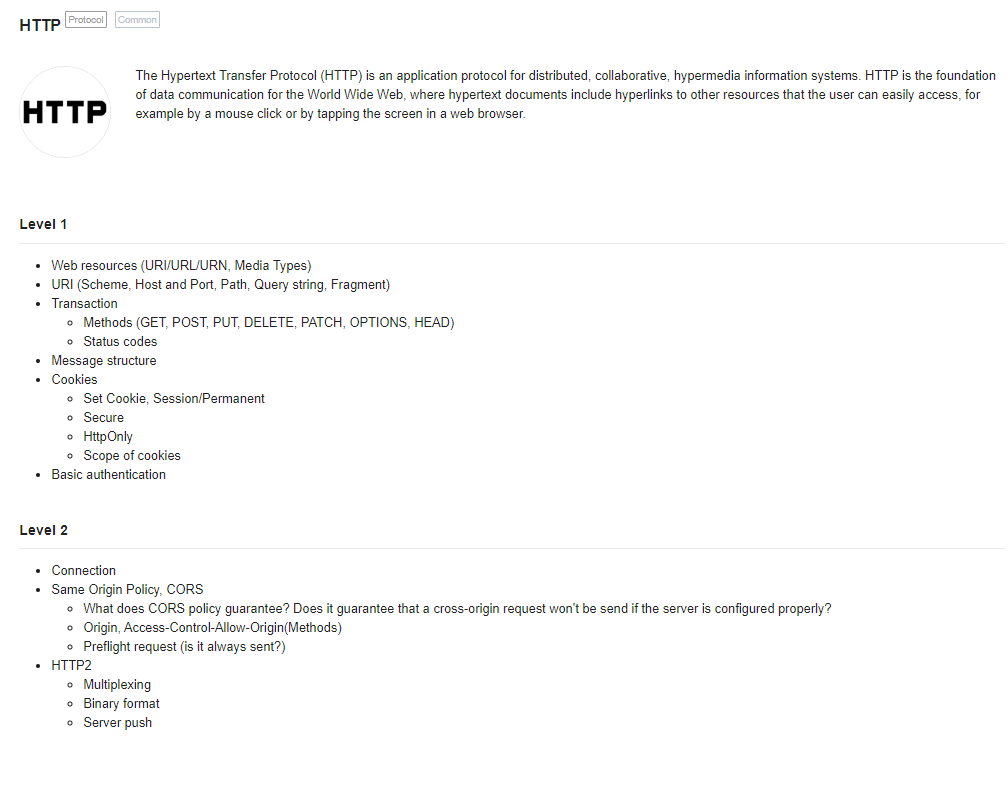 HTTP Protocol Common
HTTP
The Hypertext Transfer Protocol (HTTP) is an application protocol for distributed, collaborative, hypermedia information systems. HTTP is the foundation
of data communication for the World Wide Web, where hypertext documents include hyperlinks to other resources that the user can easily access, for
example by a mouse click or by tapping the screen in a web browser.
Level 1
Web resources (URI/URL/URN, Media Types)
URI (Scheme, Host and Port, Path, Query string, Fragment)
Transaction
Methods (GET, POST, PUT, DELETE, PATCH, OPTIONS, HEAD)
Status codes
Message structure
Cookies
Set Cookie, Session/Permanent
Secure
HttpOnly
Scope of cookies
Basic authentication
Level 2
Connection
Same Origin Policy, CORS
What does CORS policy guarantee? Does it guarantee that a cross-origin request won't be send if the server is configured properly?
Origin, Access-Control-Allow-Origin(Methods)
Preflight request (is it always sent?)
HTTP2
Multiplexing
Binary format
Server push